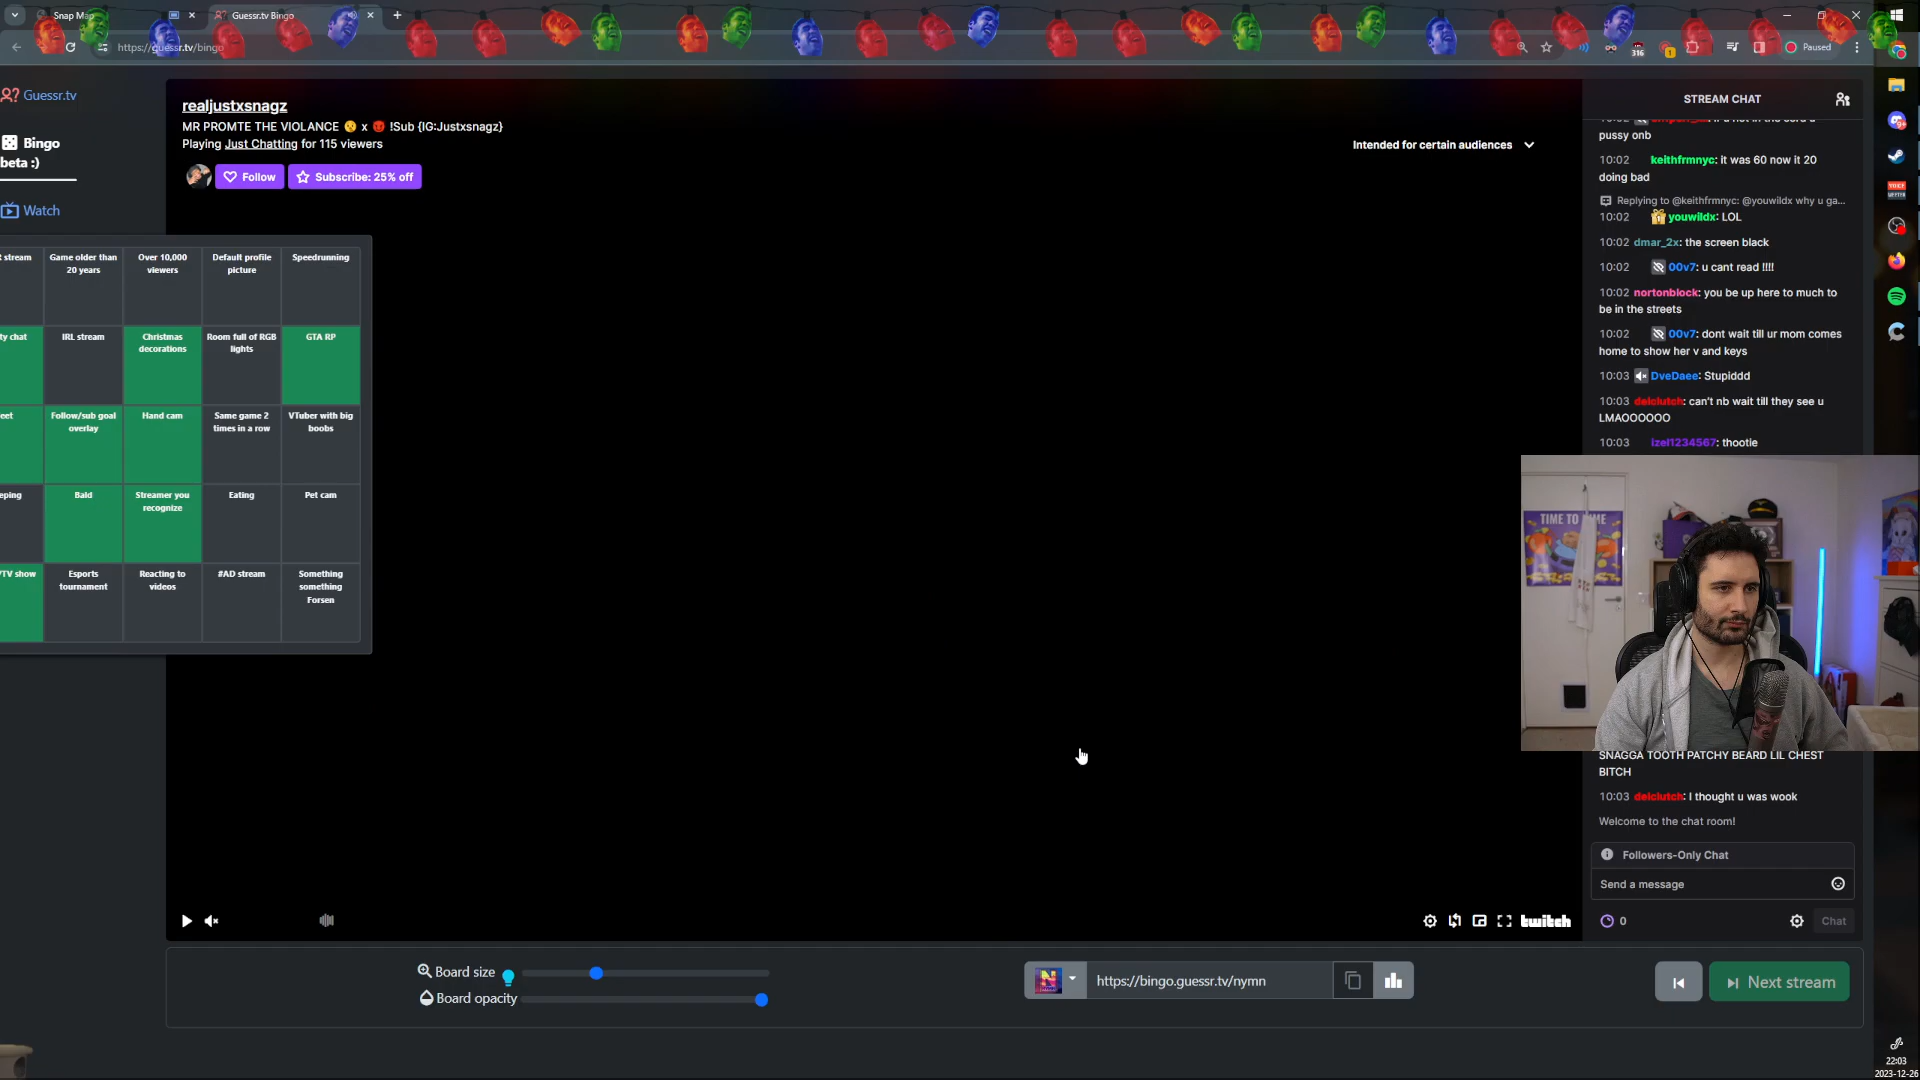 Snap Map
Guessr.tv Bingo
https://guessr.tv/bingo
316
1
Paused
Guessr.tv
Bingo
beta :)
Watch
realjustxsnagz
MR PROMTE THE VIOLANCE 😗 x 😡 !Sub {IG:Justxsnagz}
Playing Just Chatting for 115 viewers
Follow
Subscribe: 25% off
Intended for certain audiences
stream
Game older than 20 years
Over 10,000 viewers
Default profile picture
Speedrunning
ty chat
IRL stream
Christmas decorations
Room full of RGB lights
GTA RP
eet
Follow/sub goal overlay
Hand cam
Same game 2 times in a row
VTuber with big boobs
eping
Bald
Streamer you recognize
Eating
Pet cam
/TV show
Esports tournament
Reacting to videos
#AD stream
Something something Forsen
STREAM CHAT
pussy onb
10:02 keithfrmnyc: it was 60 now it 20
doing bad
Replying to @keithfrmnyc: @youwildx why u ga...
10:02 youwildx: LOL
10:02 dmar_2x: the screen black
10:02 00v7: u cant read !!!!
10:02 nortonblock: you be up here to much to
be in the streets
10:02 00v7: dont wait till ur mom comes
home to show her v and keys
10:03 DveDaee: Stupiddd
10:03 delclutch: can't nb wait till they see u
LMAOOOOOO
10:03 izel1234567: thootie
TIME TO
SNAGGA TOOTH PATCHY BEARD LIL CHEST
BITCH
10:03 delclutch: I thought u was wook
Welcome to the chat room!
Followers-Only Chat
Send a message
0
Chat
twitch
Board size
Board opacity
https://bingo.guessr.tv/nymn
Next stream
22:03
2023-12-26